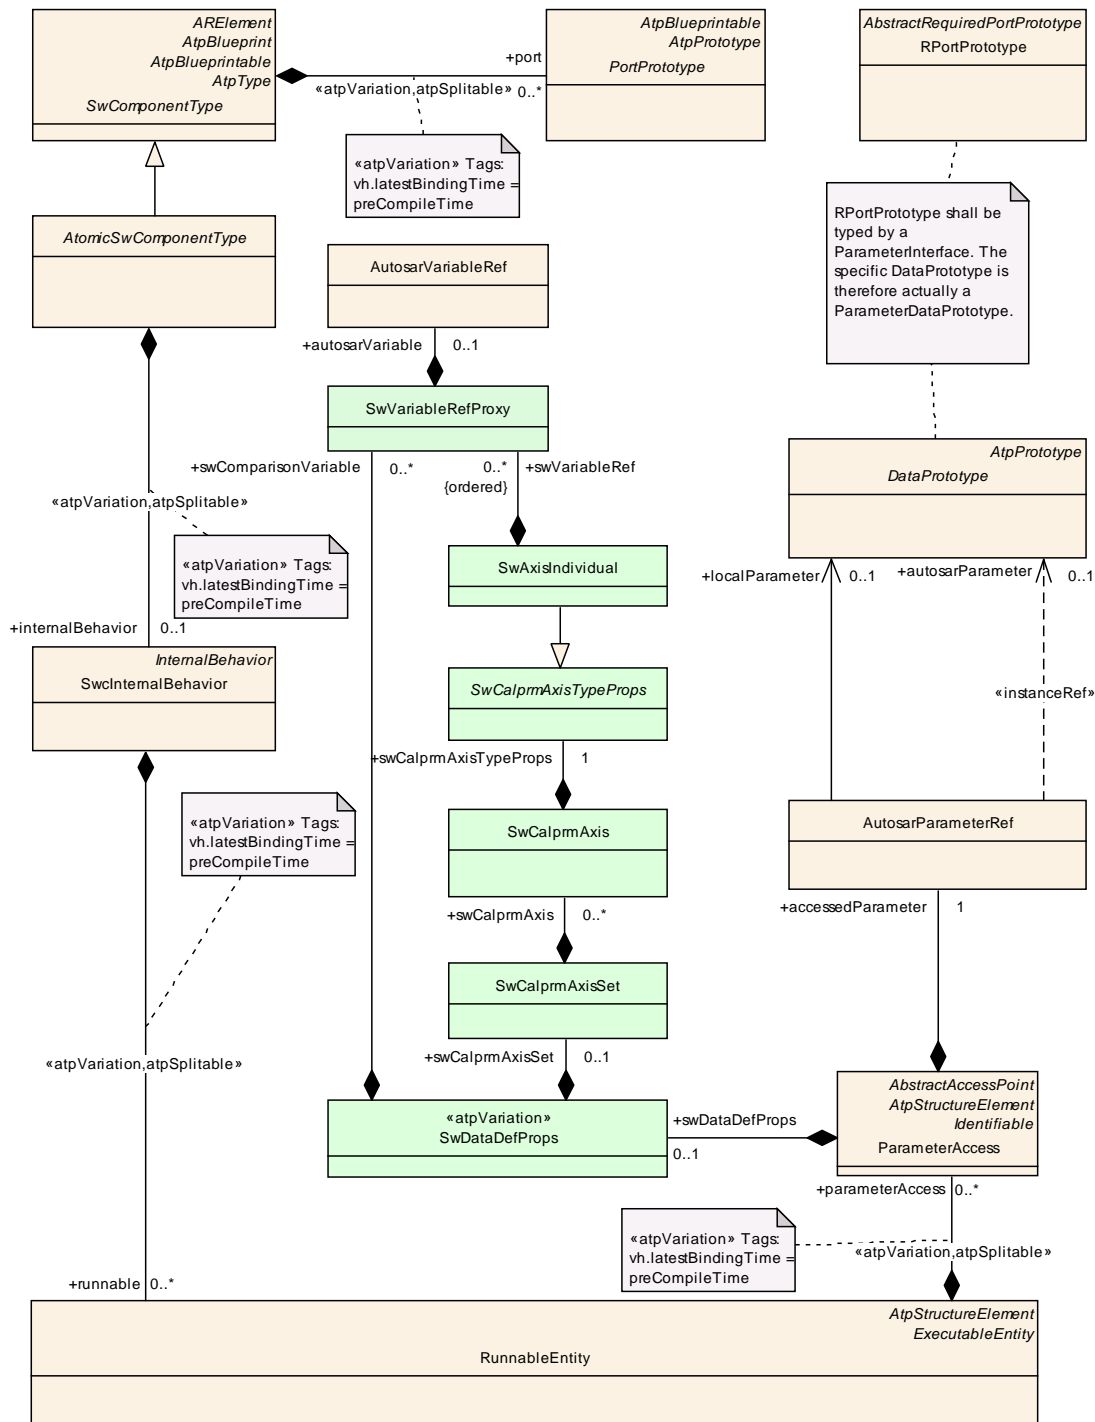 ARElement
AtpBlueprint
AtpBlueprintable
AtpType
SwComponentType
+port
«atpVariation,atpSplitable»
0..*
AtpBlueprintable
AtpPrototype
PortPrototype
AbstractRequiredPortPrototype
RPortPrototype
«atpVariation» Tags:
vh.latestBindingTime =
preCompileTime
RPortPrototype shall be
typed by a
ParameterInterface. The
specific DataPrototype is
therefore actually a
ParameterDataPrototype.
AtomicSwComponentType
AutosarVariableRef
+autosarVariable
0..1
SwVariableRefProxy
+swComparisonVariable
0..*
0..*
{ordered}
+swVariableRef
AtpPrototype
DataPrototype
«atpVariation,atpSplitable»
«atpVariation» Tags:
vh.latestBindingTime =
preCompileTime
SwAxisIndividual
+localParameter
0..1
+autosarParameter
0..1
+internalBehavior
0..1
InternalBehavior
SwcInternalBehavior
SwCalprmAxisTypeProps
«instanceRef»
+swCalprmAxisTypeProps
1
«atpVariation» Tags:
vh.latestBindingTime =
preCompileTime
SwCalprmAxis
AutosarParameterRef
+swCalprmAxis
0..*
+accessedParameter
1
SwCalprmAxisSet
+swCalprmAxisSet
0..1
«atpVariation,atpSplitable»
«atpVariation»
SwDataDefProps
+swDataDefProps
0..1
AbstractAccessPoint
AtpStructureElement
Identifiable
ParameterAccess
+parameterAccess
0..*
«atpVariation» Tags:
vh.latestBindingTime =
preCompileTime
«atpVariation,atpSplitable»
+runnable
0..*
AtpStructureElement
ExecutableEntity
RunnableEntity